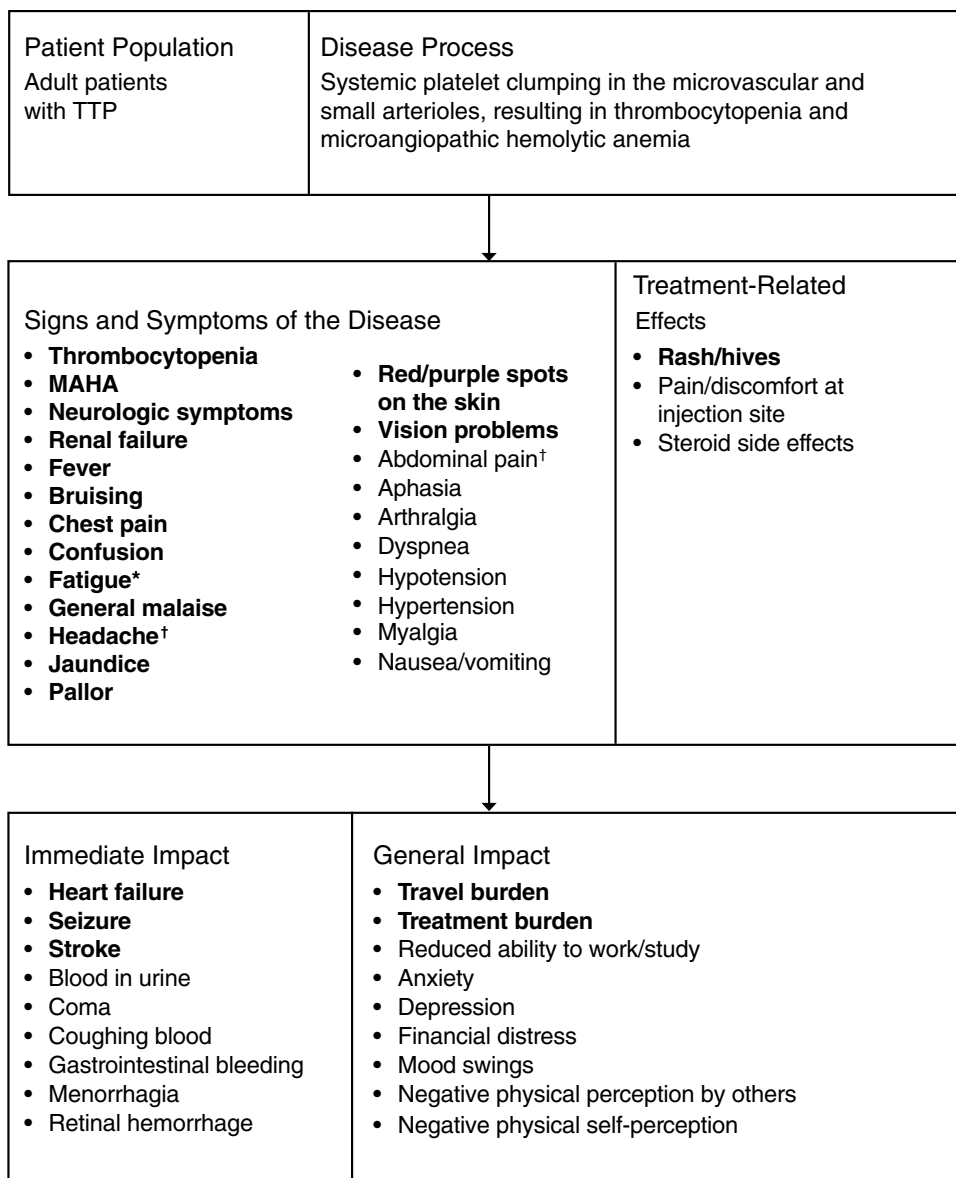 Patient Population
Adult patients
with TTP
Disease Process
Systemic platelet clumping in the microvascular and
small arterioles, resulting in thrombocytopenia and
microangiopathic hemolytic anemia
Signs and Symptoms of the Disease
• Thrombocytopenia
• MAHA
• Neurologic symptoms
• Renal failure
• Fever
• Bruising
• Chest pain
• Confusion
• Fatigue*
• General malaise
• Headache†
• Jaundice
• Pallor
• Red/purple spots
on the skin
• Vision problems
• Abdominal pain†
• Aphasia
• Arthralgia
• Dyspnea
• Hypotension
• Hypertension
• Myalgia
• Nausea/vomiting
Treatment-Related
Effects
• Rash/hives
• Pain/discomfort at
injection site
• Steroid side effects
Immediate Impact
• Heart failure
• Seizure
• Stroke
• Blood in urine
• Coma
• Coughing blood
• Gastrointestinal bleeding
• Menorrhagia
• Retinal hemorrhage
General Impact
• Travel burden
• Treatment burden
• Reduced ability to work/study
• Anxiety
• Depression
• Financial distress
• Mood swings
• Negative physical perception by others
• Negative physical self-perception